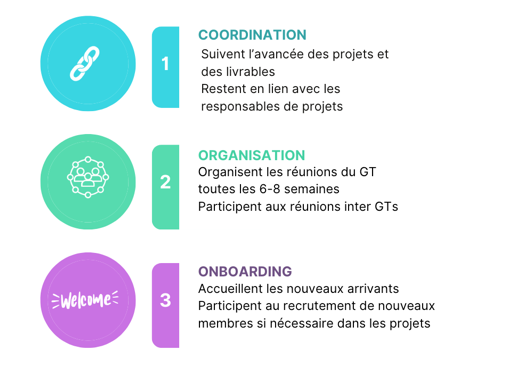 1
COORDINATION
Suivent l’avancée des projets et
des livrables
Restent en lien avec les
responsables de projets
2
ORGANISATION
Organisent les réunions du GT
toutes les 6-8 semaines
Participent aux réunions inter GTs
Welcome
3
ONBOARDING
Accueillent les nouveaux arrivants
Participent au recrutement de nouveaux
membres si nécessaire dans les projets